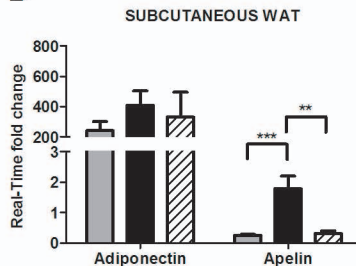 SUBCUTANEOUS WAT
Real-Time fold change
800
600
400
200
3
2
1
0
***
**
Adiponectin
Apelin